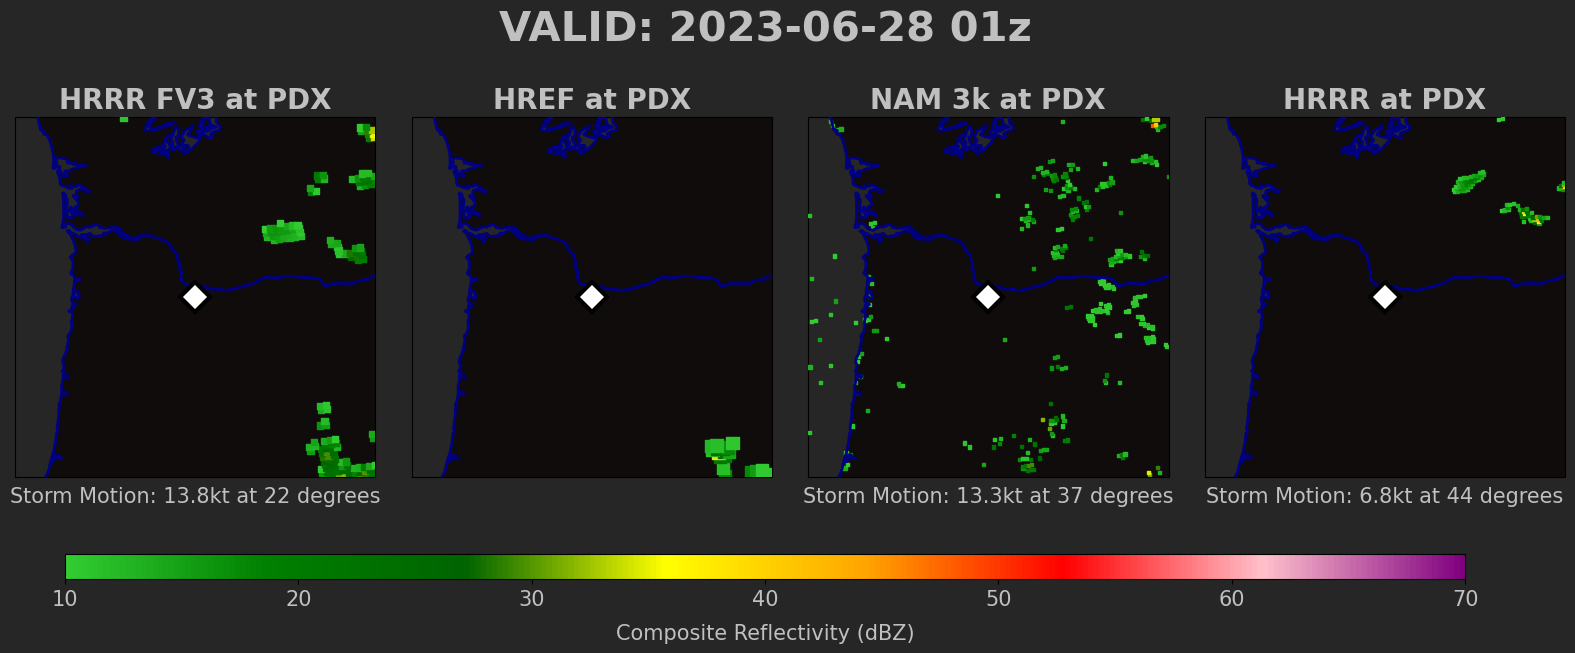 VALID: 2023-06-28 01z
HRRR FV3 at PDX
HREF at PDX
NAM 3k at PDX
HRRR at PDX
Storm Motion: 13.8kt at 22 degrees
Storm Motion: 13.3kt at 37 degrees
Storm Motion: 6.8kt at 44 degrees
10 20 30 40 50 60 70
Composite Reflectivity (dBZ)